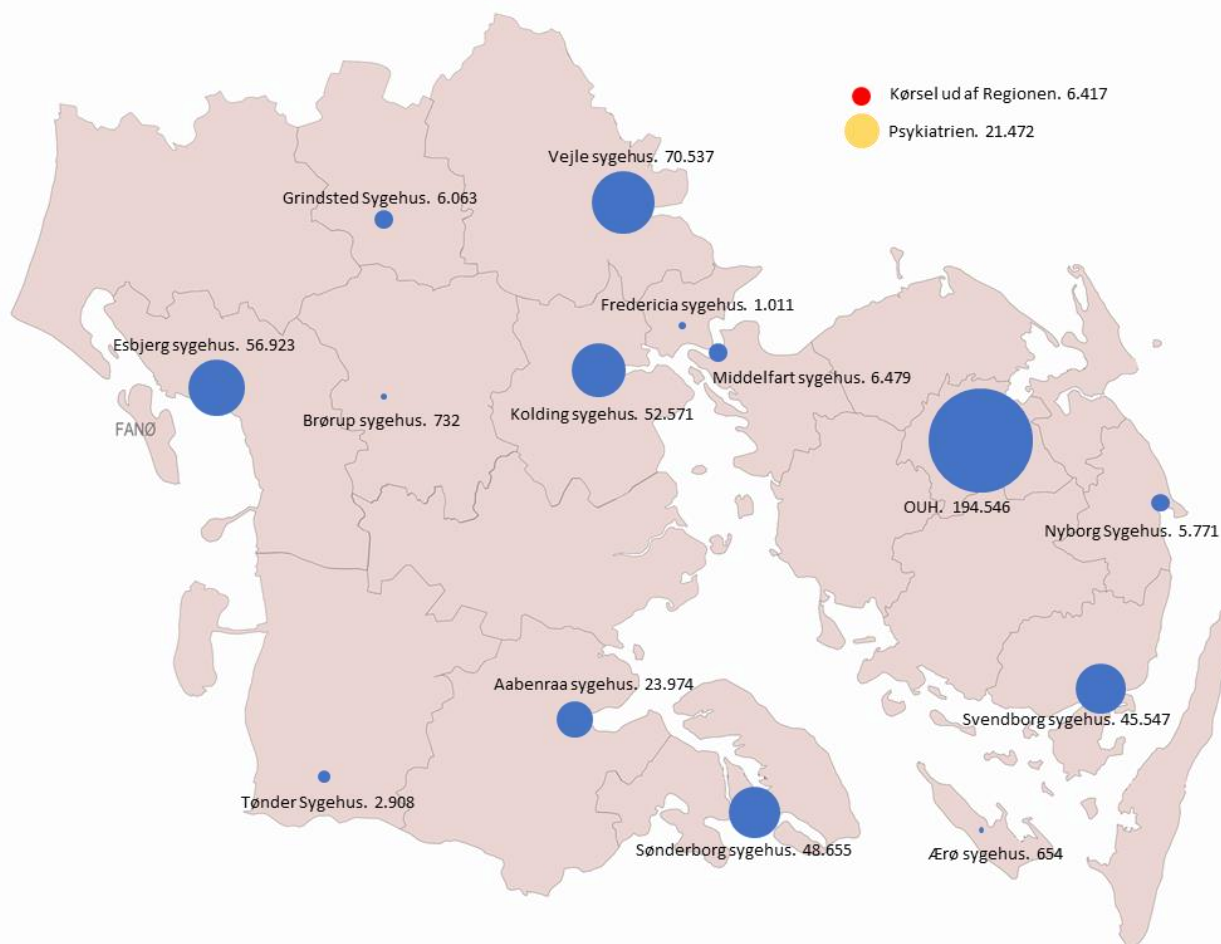 Kørsel ud af Regionen. 6.417
Psykiatrien. 21.472
Vejle sygehus. 70.537
Grindsted Sygehus. 6.063
Fredericia sygehus. 1.011
Esbjerg sygehus. 56.923
Middelfart sygehus. 6.479
Kolding sygehus. 52.571
Brørup sygehus. 732
FANØ
OUH. 194.546
Nyborg Sygehus. 5.771
Aabenraa sygehus. 23.974
Svendborg sygehus. 45.547
Tønder Sygehus. 2.908
Sønderborg sygehus. 48.655
Ærø sygehus. 654